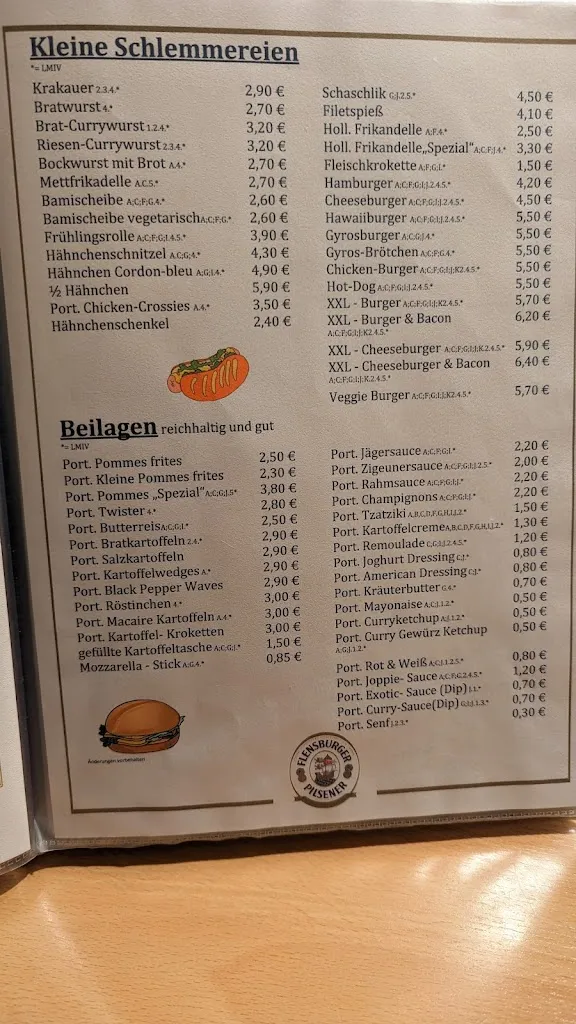 Kleine Schlemmereien
*= LMIV
Krakauer 2.3.4.* 2,90 €
Bratwurst 4.* 2,70 €
Brat-Currywurst 1.2.4.* 3,20 €
Riesen-Currywurst 2.3.4.* 3,20 €
Bockwurst mit Brot A.4.* 2,70 €
Mettfrikadelle A.C.5.* 2,70 €
Bamischeibe A;C;F;G.4.* 2,60 €
Bamischeibe vegetarisch A;C;F;G.* 2,60 €
Frühlingsrolle A;C;F;G;I.4.5.* 3,90 €
Hähnchenschnitzel A.C;G;4.* 4,30 €
Hähnchen Cordon-bleu A;G;I.4.* 4,90 €
½ Hähnchen 5,90 €
Port. Chicken-Crossies A.4.* 3,50 €
Hähnchenschenkel 2,40 €
Schaschlik G;J.2.5.* 4,50 €
Filetspieß 4,10 €
Holl. Frikandelle A;F.4.* 2,50 €
Holl. Frikandelle„Spezial" A;C;F;J.4.* 3,30 €
Fleischkrokette A;F;G;I.* 1,50 €
Hamburger A;C;F;G;I;J.2.4.5.* 4,20 €
Cheeseburger A;C;F;G;I;J.2.4.5.* 4,50 €
Hawaiiburger A;C;F;G;I;J.2.4.5.* 5,50 €
Gyrosburger A;C;G;J.4.* 5,50 €
Gyros-Brötchen A;C;F;G.4.* 5,50 €
Chicken-Burger A;C;F;G;I;J;K2.4.5.* 5,50 €
Hot-Dog A;C;F;G;I;J.2.4.5.* 5,50 €
XXL - Burger A;C;F;G;I;J;K2.4.5.* 5,70 €
XXL - Burger & Bacon 6,20 €
A;C;F;G;I;J;K2.4.5.*
XXL - Cheeseburger A;C;F;G;I;J;K.2.4.5.* 5,90 €
XXL - Cheeseburger & Bacon 6,40 €
A;C;F;G;I;J;K.2.4.5.*
Veggie Burger A;C;F;G;I;J;K2.4.5.* 5,70 €
Beilagen reichhaltig und gut
*= LMIV
Port. Pommes frites 2,50 €
Port. Kleine Pommes frites 2,30 €
Port. Pommes „Spezial" A;C;G;J.5* 3,80 €
Port. Twister 4.* 2,80 €
Port. Butterreis A;C;G;I.* 2,50 €
Port. Bratkartoffeln 2.4.* 2,90 €
Port. Salzkartoffeln 2,90 €
Port. Kartoffelwedges A.* 2,90 €
Port. Black Pepper Waves 2,90 €
Port. Röstinchen 4.* 3,00 €
Port. Macaire Kartoffeln A.4.* 3,00 €
Port. Kartoffel- Kroketten 3,00 €
gefüllte Kartoffeltasche A;C;G;I.* 1,50 €
Mozzarella - Stick A;G.4.* 0,85 €
Port. Jägersauce A;C;F;G;I.* 2,20 €
Port. Zigeunersauce A;C;F;G;I;J.2.5.* 2,00 €
Port. Rahmsauce A;C;F;G;I.* 2,20 €
Port. Champignons A;C;F;G;I.* 2,20 €
Port. Tzatziki A,B,C,D,F,G,H,I,J,2.* 1,50 €
Port. Kartoffelcreme A,B,C,D,F,G,H,I,J,2.* 1,30 €
Port. Remoulade C;G;I;J.2.4.5.* 1,20 €
Port. Joghurt Dressing C;J.* 0,80 €
Port. American Dressing C;J.* 0,80 €
Port. Kräuterbutter G.4.* 0,70 €
Port. Mayonaise A;C;J.1.2.* 0,50 €
Port. Curryketchup A;J.1.2.* 0,50 €
Port. Curry Gewürz Ketchup 0,50 €
A;G;J.1.2.*
Port. Rot & Weiß A;C;J.1.2.5.* 0,80 €
Port. Joppie- Sauce A;C;F;G.2.4.5.* 1,20 €
Port. Exotic- Sauce (Dip) J.1.* 0,70 €
Port. Curry-Sauce(Dip) G;I;J.1.3.* 0,70 €
Port. Senf J.2.3.* 0,30 €
Änderungen vorbehalten
FLENSBURGER
PILSENER